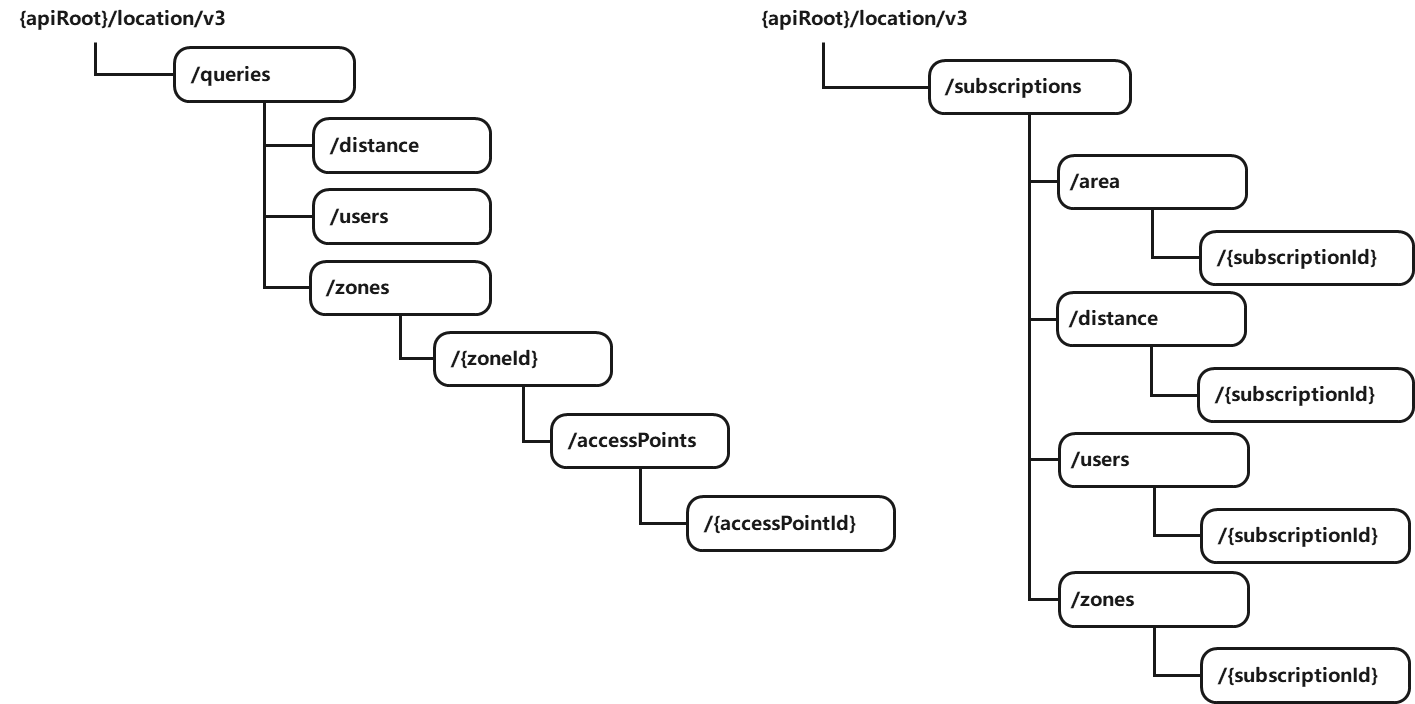 {apiRoot}/location/v3
/queries
/distance
/users
/zones
/{zoneId}
/accessPoints
/{accessPointId}
{apiRoot}/location/v3
/subscriptions
/area
/{subscriptionId}
/distance
/{subscriptionId}
/users
/{subscriptionId}
/zones
/{subscriptionId}